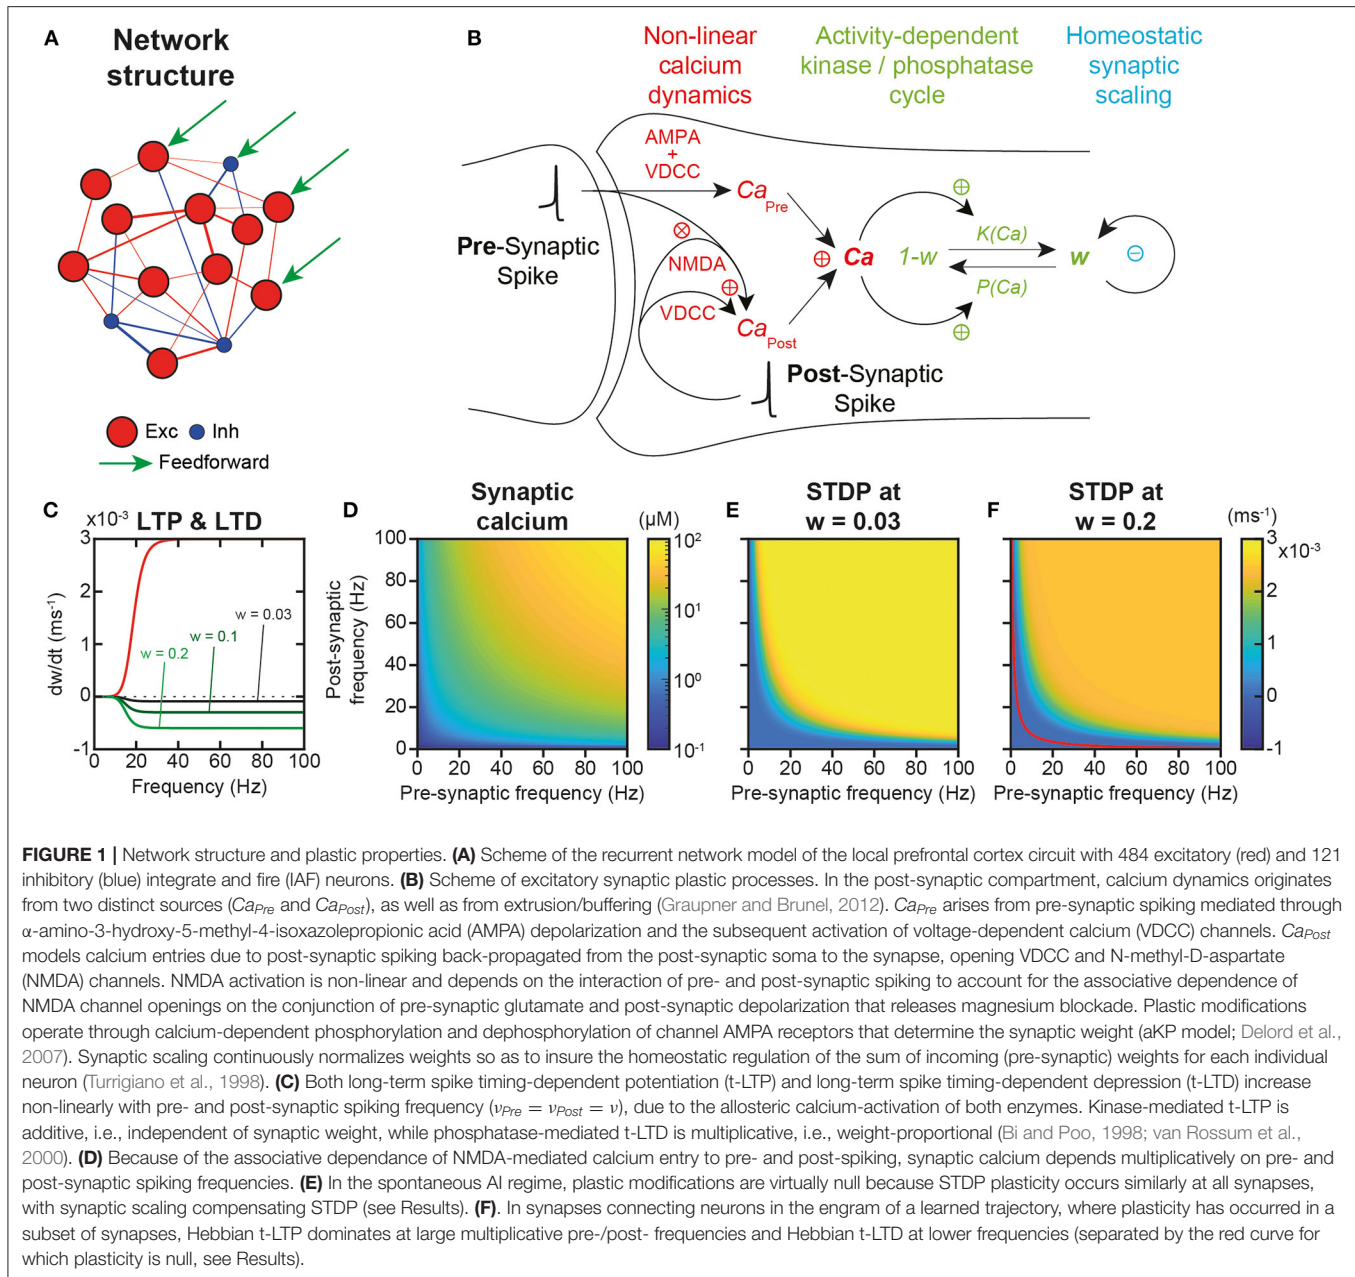 A
Network
structure
Exc
Inh
Feedforward
B
Non-linear
calcium
dynamics
Activity-dependent
kinase / phosphatase
cycle
Homeostatic
synaptic
scaling
AMPA
+
VDCC
Ca Pre
Pre-Synaptic
Spike
⊗
NMDA
⊕
VDCC
Ca Post
Post-Synaptic
Spike
⊕
Ca
⊕
1-w
K(Ca)
P(Ca)
⊕
w
⊖
C
x10-3
LTP & LTD
3
2
1
0
-1
dw/dt (ms-1)
w = 0.03
w = 0.1
w = 0.2
0 20 40 60 80 100
Frequency (Hz)
D
Synaptic
calcium
(µM)
100
80
60
40
20
0
Post-synaptic
frequency (Hz)
0 20 40 60 80 100
Pre-synaptic frequency (Hz)
10²
10¹
10⁰
10⁻¹
E
STDP at
w = 0.03
0 20 40 60 80 100
Pre-synaptic frequency (Hz)
F
STDP at
w = 0.2
(ms-1)
0 20 40 60 80 100
Pre-synaptic frequency (Hz)
3
x10-3
2
1
0
-1
FIGURE 1 | Network structure and plastic properties. (A) Scheme of the recurrent network model of the local prefrontal cortex circuit with 484 excitatory (red) and 121
inhibitory (blue) integrate and fire (IAF) neurons. (B) Scheme of excitatory synaptic plastic processes. In the post-synaptic compartment, calcium dynamics originates
from two distinct sources (CaPre and CaPost), as well as from extrusion/buffering (Graupner and Brunel, 2012). CaPre arises from pre-synaptic spiking mediated through
α-amino-3-hydroxy-5-methyl-4-isoxazolepropionic acid (AMPA) depolarization and the subsequent activation of voltage-dependent calcium (VDCC) channels. CaPost
models calcium entries due to post-synaptic spiking back-propagated from the post-synaptic soma to the synapse, opening VDCC and N-methyl-D-aspartate
(NMDA) channels. NMDA activation is non-linear and depends on the interaction of pre- and post-synaptic spiking to account for the associative dependence of
NMDA channel openings on the conjunction of pre-synaptic glutamate and post-synaptic depolarization that releases magnesium blockade. Plastic modifications
operate through calcium-dependent phosphorylation and dephosphorylation of channel AMPA receptors that determine the synaptic weight (aKP model; Delord et al.,
2007). Synaptic scaling continuously normalizes weights so as to insure the homeostatic regulation of the sum of incoming (pre-synaptic) weights for each individual
neuron (Turrigiano et al., 1998). (C) Both long-term spike timing-dependent potentiation (t-LTP) and long-term spike timing-dependent depression (t-LTD) increase
non-linearly with pre- and post-synaptic spiking frequency (νPre = νPost = ν), due to the allosteric calcium-activation of both enzymes. Kinase-mediated t-LTP is
additive, i.e., independent of synaptic weight, while phosphatase-mediated t-LTD is multiplicative, i.e., weight-proportional (Bi and Poo, 1998; van Rossum et al.,
2000). (D) Because of the associative dependance of NMDA-mediated calcium entry to pre- and post-spiking, synaptic calcium depends multiplicatively on pre- and
post-synaptic spiking frequencies. (E) In the spontaneous AI regime, plastic modifications are virtually null because STDP plasticity occurs similarly at all synapses,
with synaptic scaling compensating STDP (see Results). (F). In synapses connecting neurons in the engram of a learned trajectory, where plasticity has occurred in a
subset of synapses, Hebbian t-LTP dominates at large multiplicative pre-/post- frequencies and Hebbian t-LTD at lower frequencies (separated by the red curve for
which plasticity is null, see Results).